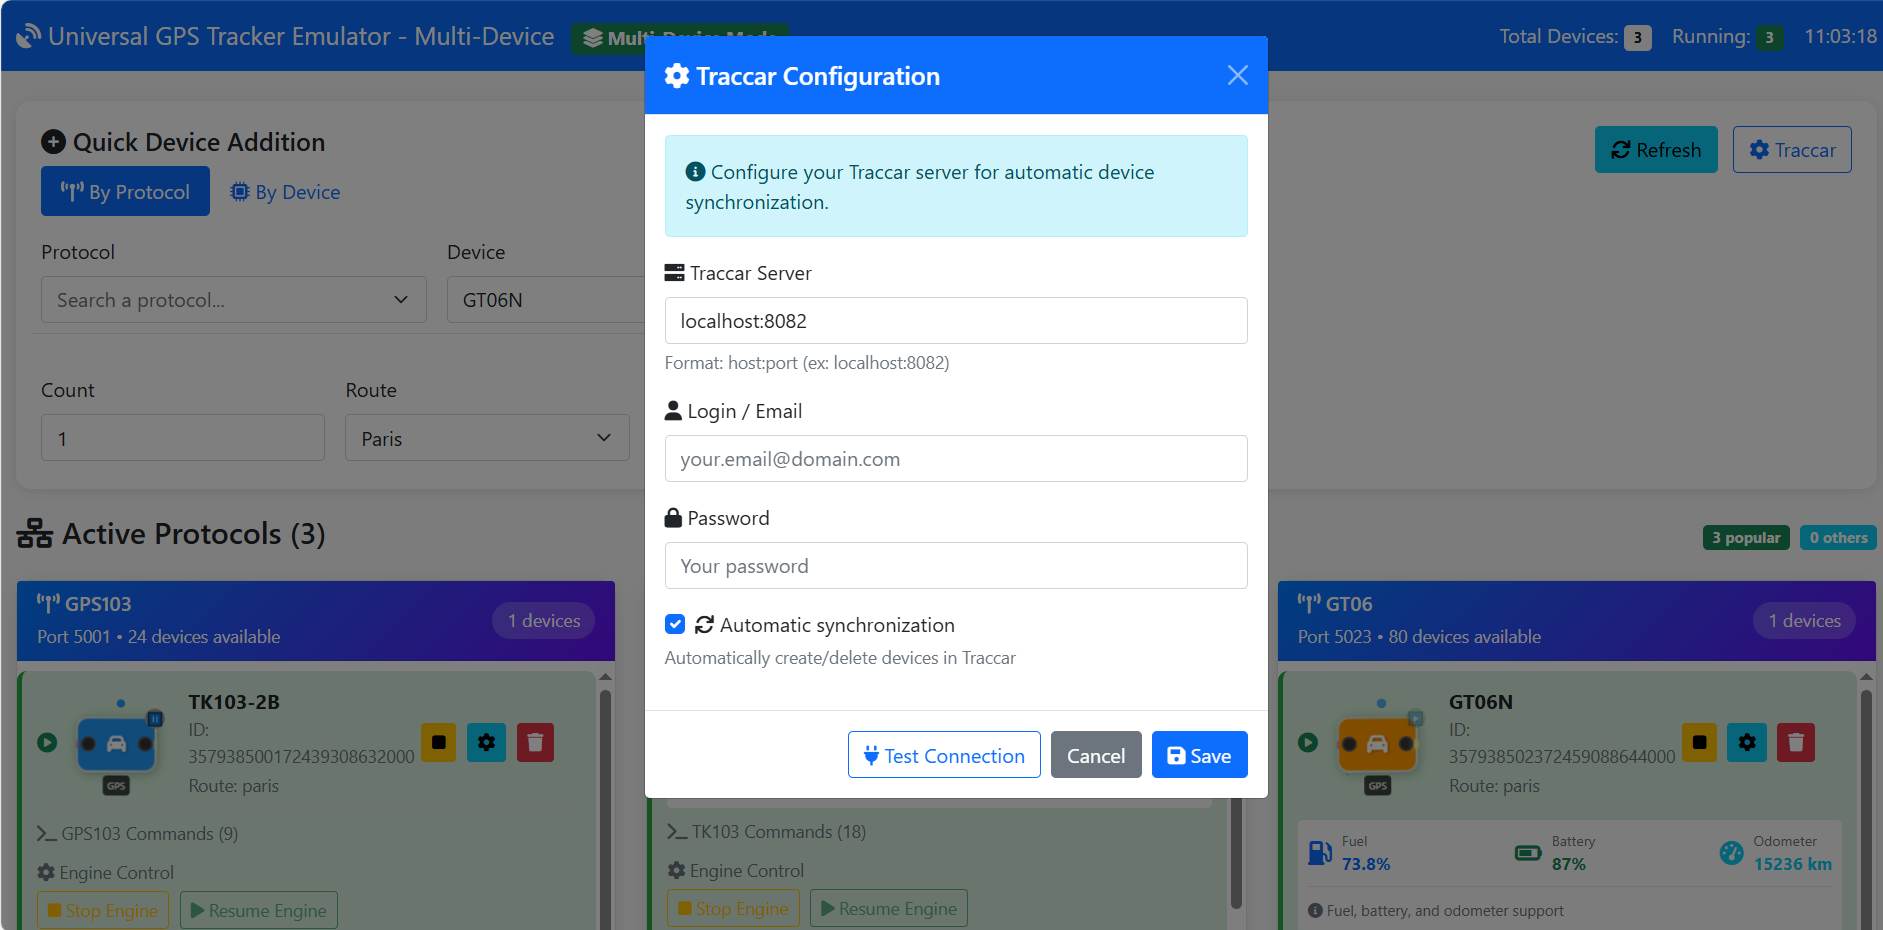 Universal GPS Tracker Emulator - Multi-Device
Multi-Device Mode
Total Devices: 3
Running: 3
11:03:18
Traccar Configuration
Quick Device Addition
Refresh
Traccar
By Protocol
By Device
Protocol
Device
Search a protocol...
GT06N
Count
Route
1
Paris
Configure your Traccar server for automatic device
synchronization.
Traccar Server
localhost:8082
Format: host:port (ex: localhost:8082)
Login / Email
your.email@domain.com
Password
Your password
Automatic synchronization
Automatically create/delete devices in Traccar
Test Connection
Cancel
Save
Active Protocols (3)
3 popular
0 others
GPS103
Port 5001 • 24 devices available
1 devices
TK103-2B
ID:
357938500172439308632000
Route: paris
GPS
GPS103 Commands (9)
Engine Control
Stop Engine
Resume Engine
TK103 Commands (18)
Engine Control
Stop Engine
Resume Engine
GT06
Port 5023 • 80 devices available
1 devices
GT06N
ID:
357938502372459088644000
Route: paris
GPS
Fuel
73.8%
Battery
87%
Odometer
15236 km
Fuel, battery, and odometer support